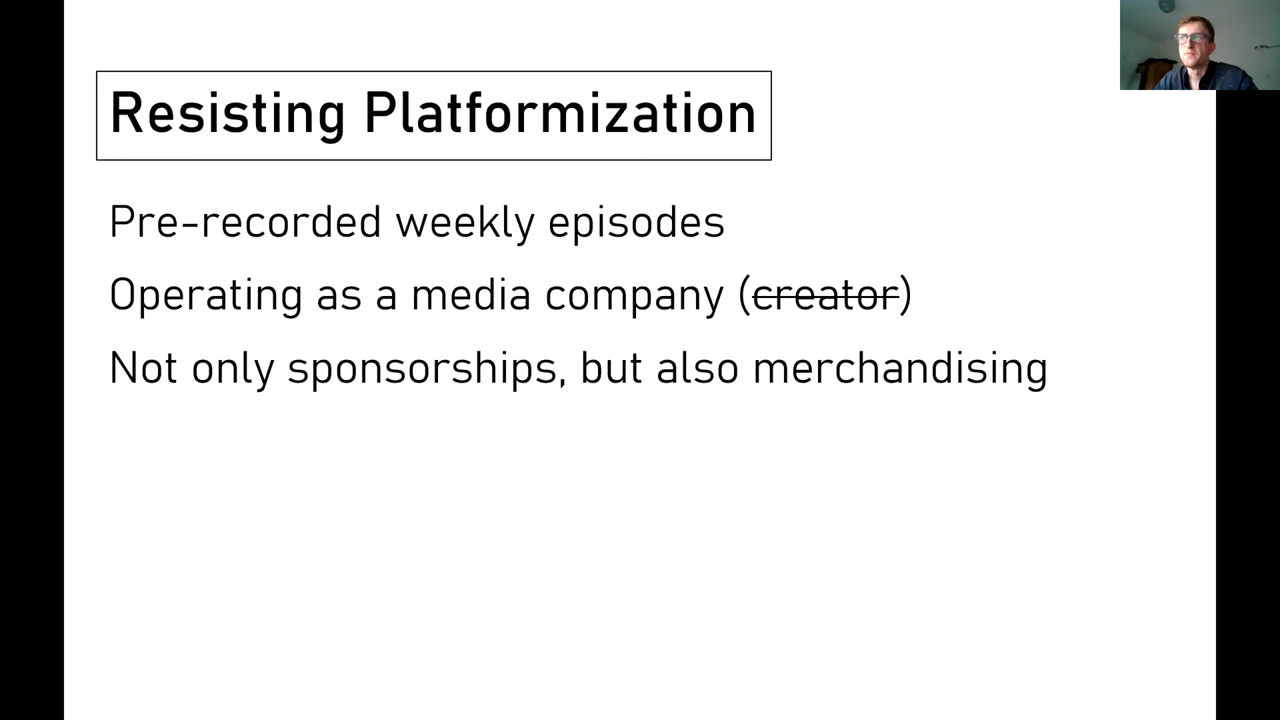 Resisting Platformization
Pre-recorded weekly episodes
Operating as a media company (creator)
Not only sponsorships, but also merchandising